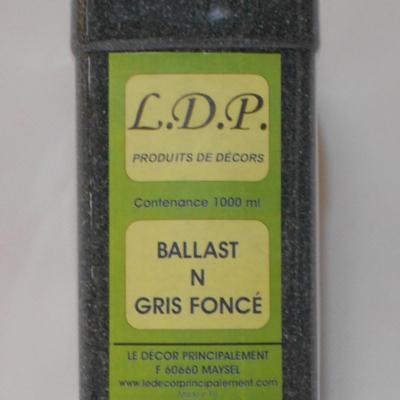 L.D.P.
PRODUITS DE DÉCORS
Contenance 1000 ml
BALLAST
N
GRIS FONCÉ
LE DÉCOR PRINCIPALEMENT
F 60660 MAYSEL
www.ledecorprincipalement.com